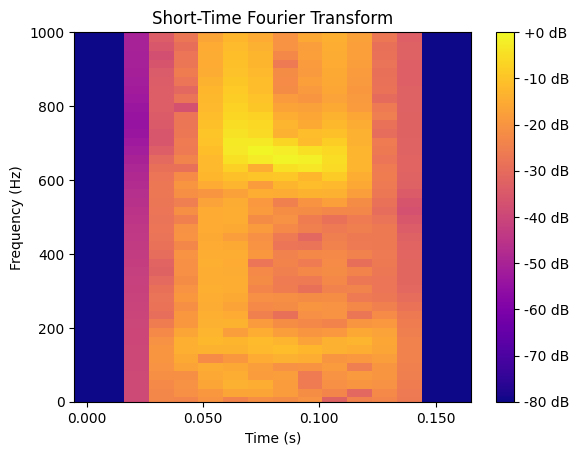 Short-Time Fourier Transform
1000
800
600
400
200
0
Frequency (Hz)
0.000
0.050
0.100
0.150
Time (s)
+0 dB
-10 dB
-20 dB
-30 dB
-40 dB
-50 dB
-60 dB
-70 dB
-80 dB